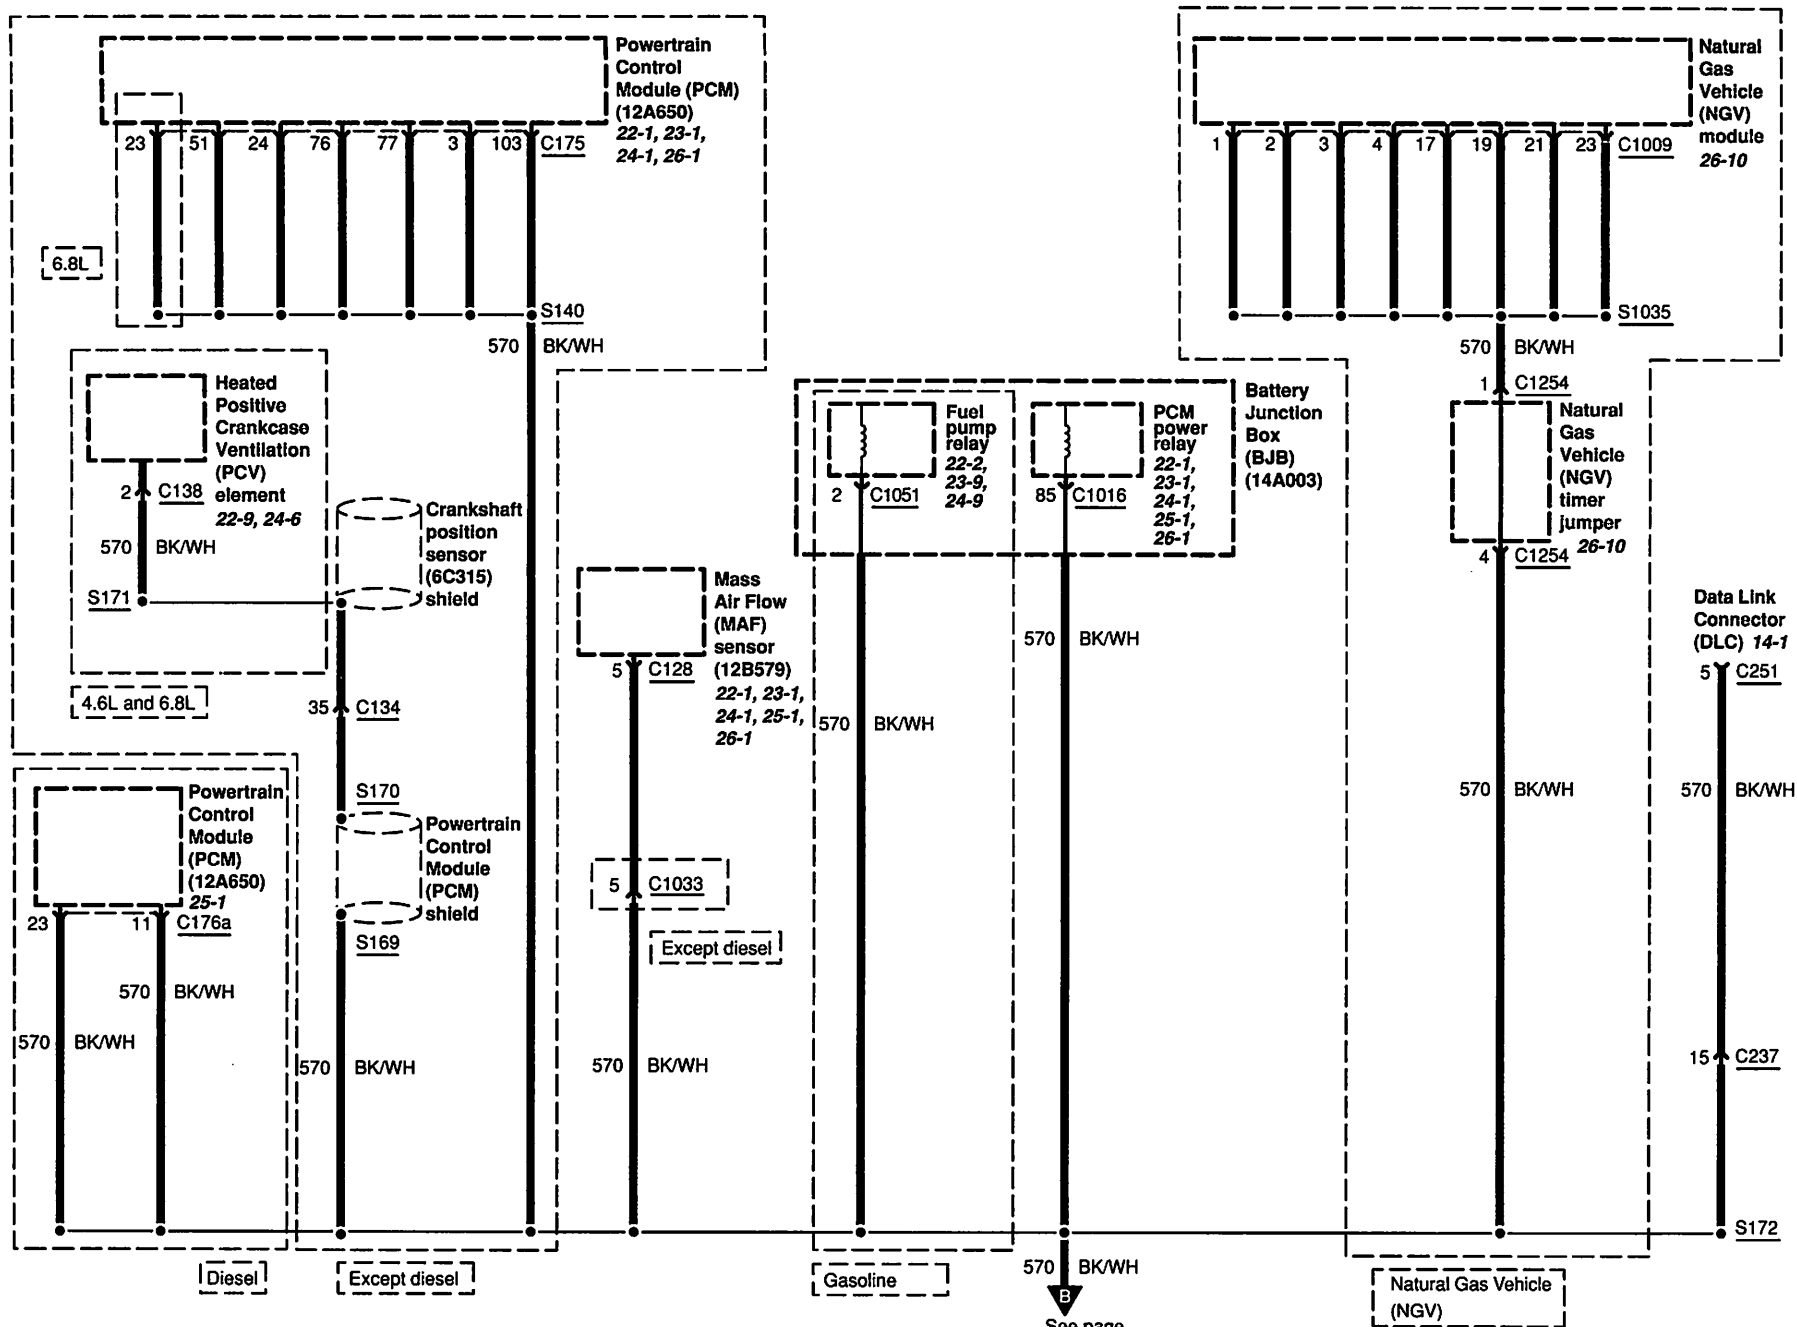 Powertrain
Control
Module (PCM)
(12A650)
22-1, 23-1,
24-1, 26-1
23 51 24 76 77 3 103 C175
6.8L
S140
570 BK/WH
Natural
Gas
Vehicle
(NGV)
module
26-10
1 2 3 4 17 19 21 23 C1009
S1035
570 BK/WH
1 C1254
Natural
Gas
Vehicle
(NGV)
timer
jumper
26-10
4 C1254
570 BK/WH
Heated
Positive
Crankcase
Ventilation
(PCV)
element
22-9, 24-6
2 C138
570 BK/WH
S171
4.6L and 6.8L
Crankshaft
position
sensor
(6C315)
shield
35 C134
S170
Powertrain
Control
Module
(PCM)
shield
S169
570 BK/WH
Battery
Junction
Box
(BJB)
(14A003)
Fuel
pump
relay
22-2,
23-9,
24-9
2 C1051
570 BK/WH
PCM
power
relay
22-1,
23-1,
24-1,
25-1,
26-1
85 C1016
570 BK/WH
Mass
Air Flow
(MAF)
sensor
(12B579)
22-1, 23-1,
24-1, 25-1,
26-1
5 C128
5 C1033
Except diesel
570 BK/WH
Data Link
Connector
(DLC) 14-1
5 C251
570 BK/WH
15 C237
S172
Powertrain
Control
Module
(PCM)
(12A650)
25-1
23 11 C176a
570 BK/WH
570 BK/WH
Diesel
Except diesel
Gasoline
570 BK/WH
B
See page
Natural Gas Vehicle
(NGV)